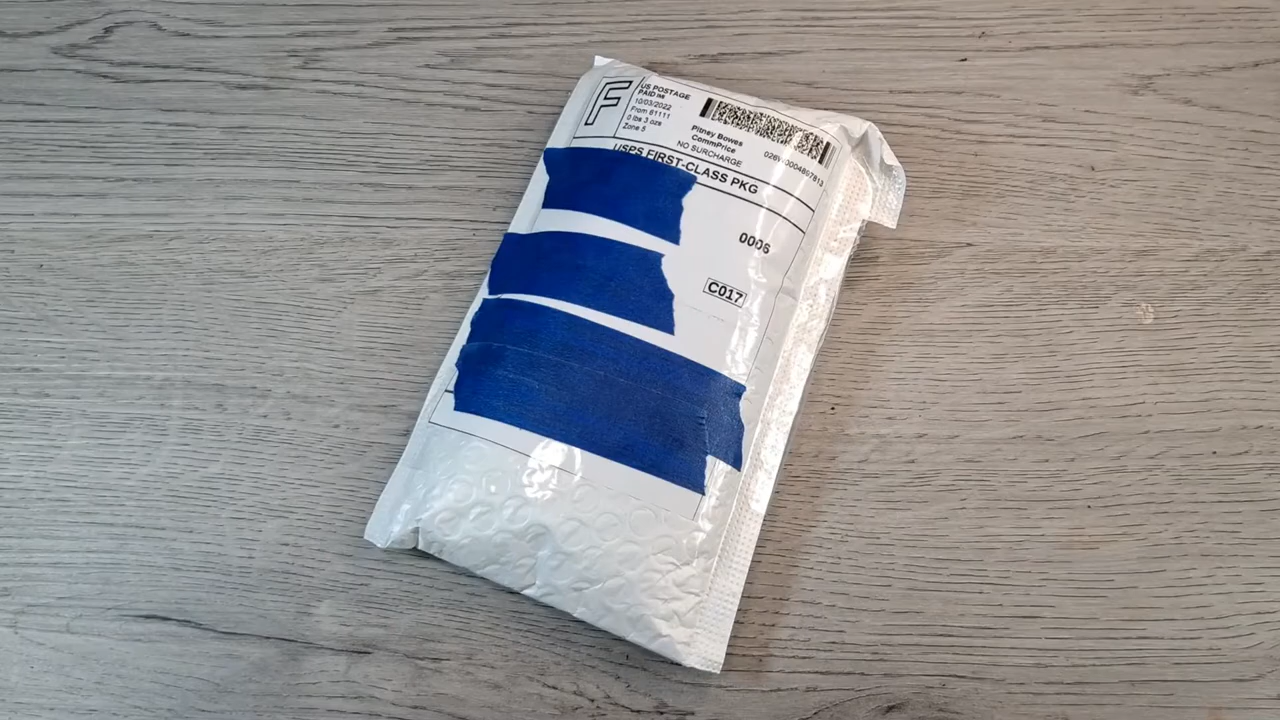 F
US POSTAGE
PAID IMI
10/03/2022
From 61111
0 lbs 3 ozs
Zone 5
Pitney Bowes
CommPrice
NO SURCHARGE
026W0004897813
USPS FIRST-CLASS PKG
0006
C017